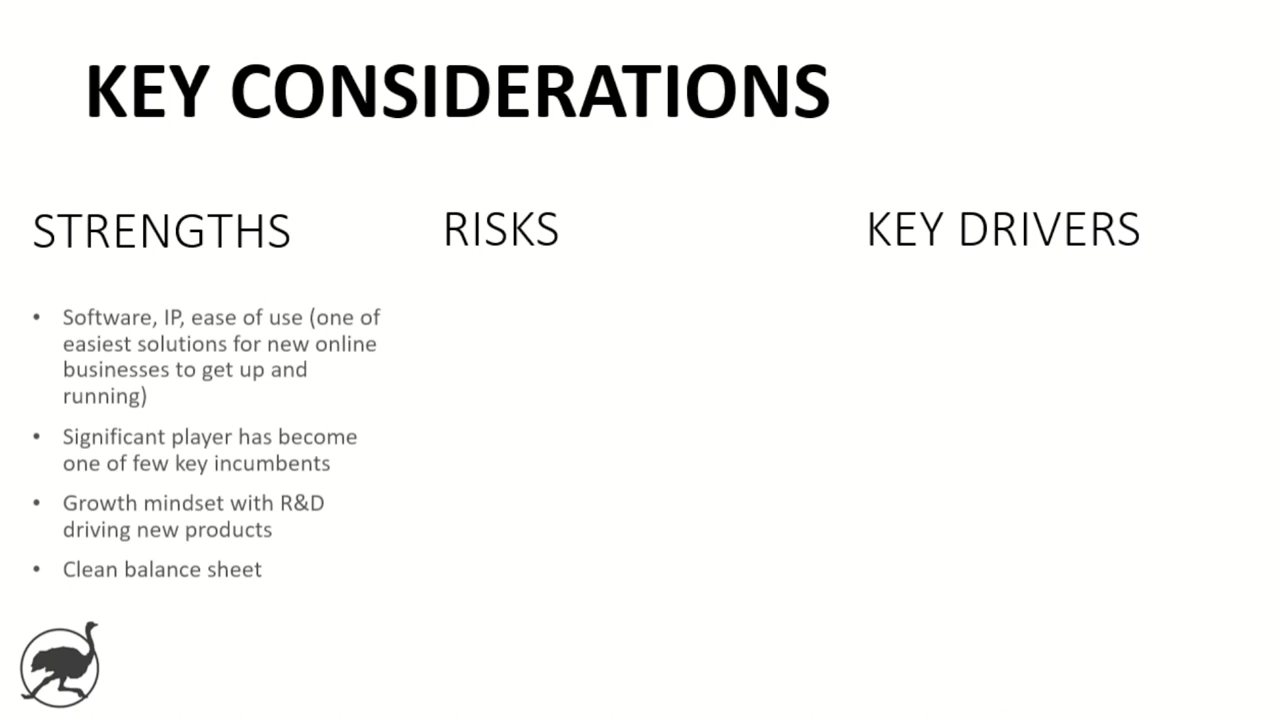 KEY CONSIDERATIONS
STRENGTHS
• Software, IP, ease of use (one of
easiest solutions for new online
businesses to get up and
running)
• Significant player has become
one of few key incumbents
• Growth mindset with R&D
driving new products
• Clean balance sheet
RISKS
KEY DRIVERS